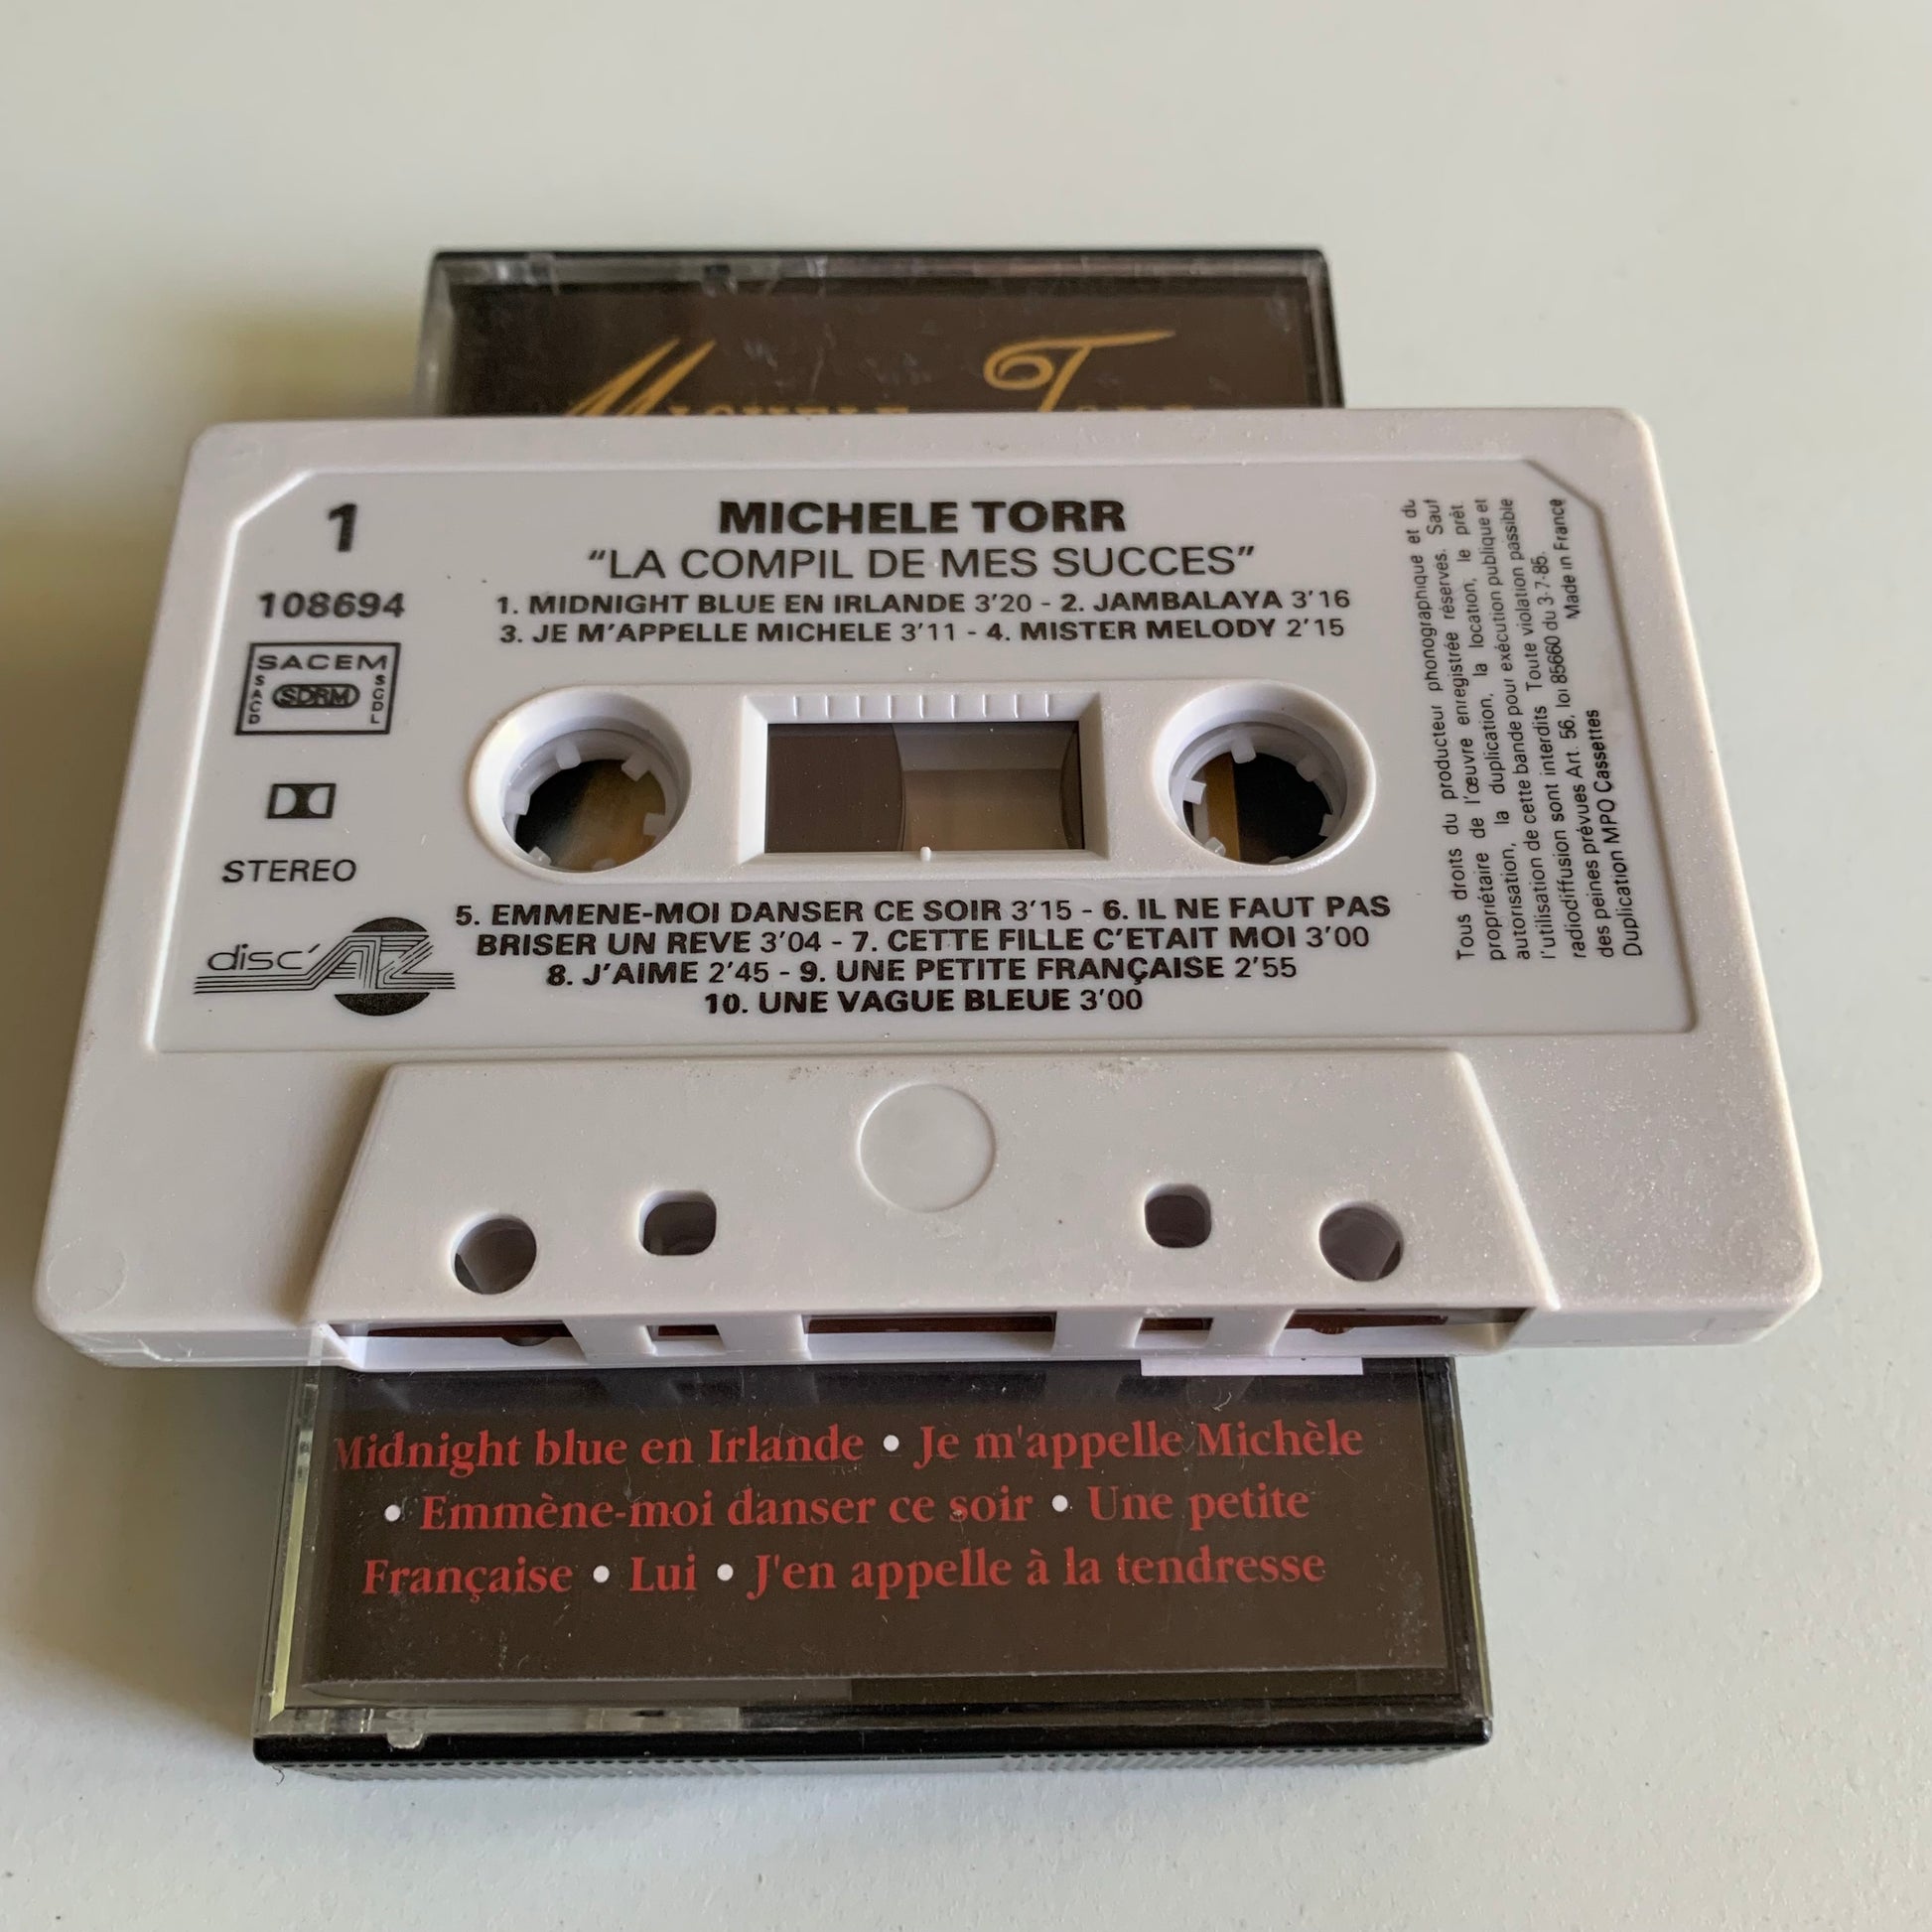 MICHELE TORR
1
MICHELE TORR
"LA COMPIL DE MES SUCCES"
108694
1. MIDNIGHT BLUE EN IRLANDE 3'20 - 2. JAMBALAYA 3'16
3. JE M'APPELLE MICHELE 3'11 - 4. MISTER MELODY 2'15
SACEM
SACD
SDRM
SCDL
STEREO
disc'AZ
5. EMMENE-MOI DANSER CE SOIR 3'15 - 6. IL NE FAUT PAS
BRISER UN REVE 3'04 - 7. CETTE FILLE C'ETAIT MOI 3'00
8. J'AIME 2'45 - 9. UNE PETITE FRANÇAISE 2'55
10. UNE VAGUE BLEUE 3'00
Tous droits du producteur phonographique et du
propriétaire de l'œuvre enregistrée réservés. Sauf
autorisation, la duplication, la location, le prêt
l'utillisation de cette bande pour exécution publique et
radiodiffusion sont interdits Toute violation passible
des peines prévues Art. 56, loi 85660 du 3-7-85.
Duplication MPO Cassettes Made in France
Midnight blue en Irlande • Je m'appelle Michèle
• Emmène-moi danser ce soir • Une petite
Française • Lui • J'en appelle à la tendresse